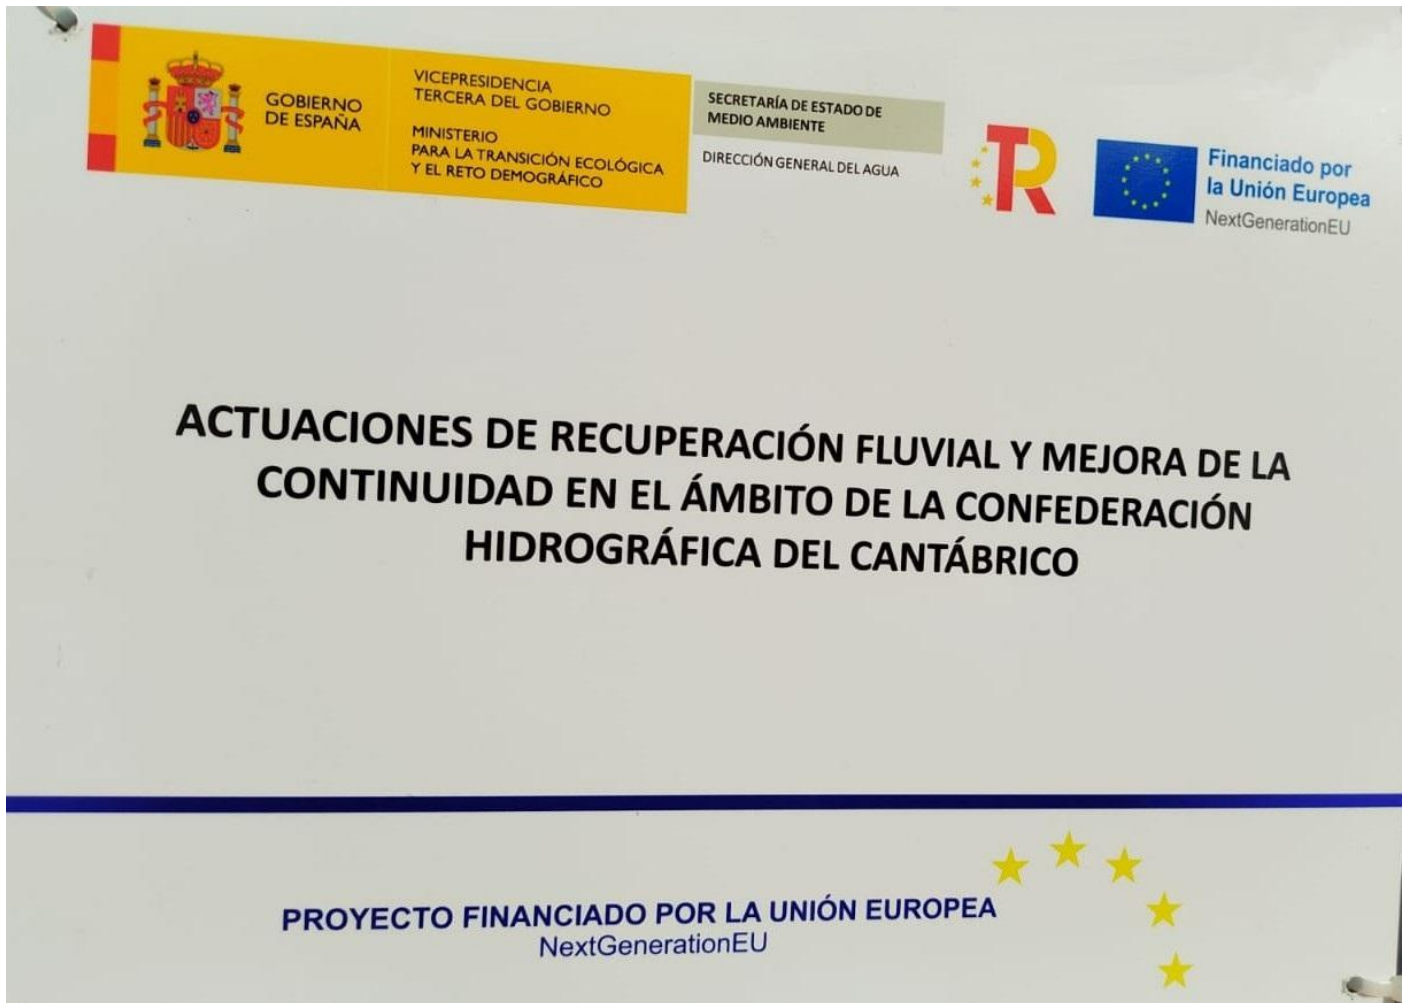 GOBIERNO
DE ESPAÑA
VICEPRESIDENCIA
TERCERA DEL GOBIERNO
MINISTERIO
PARA LA TRANSICIÓN ECOLÓGICA
Y EL RETO DEMOGRÁFICO
SECRETARÍA DE ESTADO DE
MEDIO AMBIENTE
DIRECCIÓN GENERAL DEL AGUA
TR
Financiado por
la Unión Europea
NextGenerationEU
ACTUACIONES DE RECUPERACIÓN FLUVIAL Y MEJORA DE LA
CONTINUIDAD EN EL ÁMBITO DE LA CONFEDERACIÓN
HIDROGRÁFICA DEL CANTÁBRICO
PROYECTO FINANCIADO POR LA UNIÓN EUROPEA
NextGenerationEU